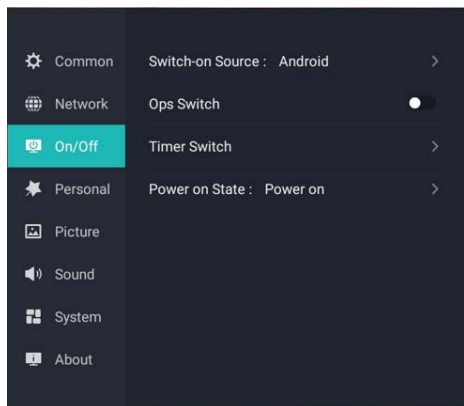 Common
Network
On/Off
Personal
Picture
Sound
System
About
Switch-on Source : Android
Ops Switch
Timer Switch
Power on State : Power on